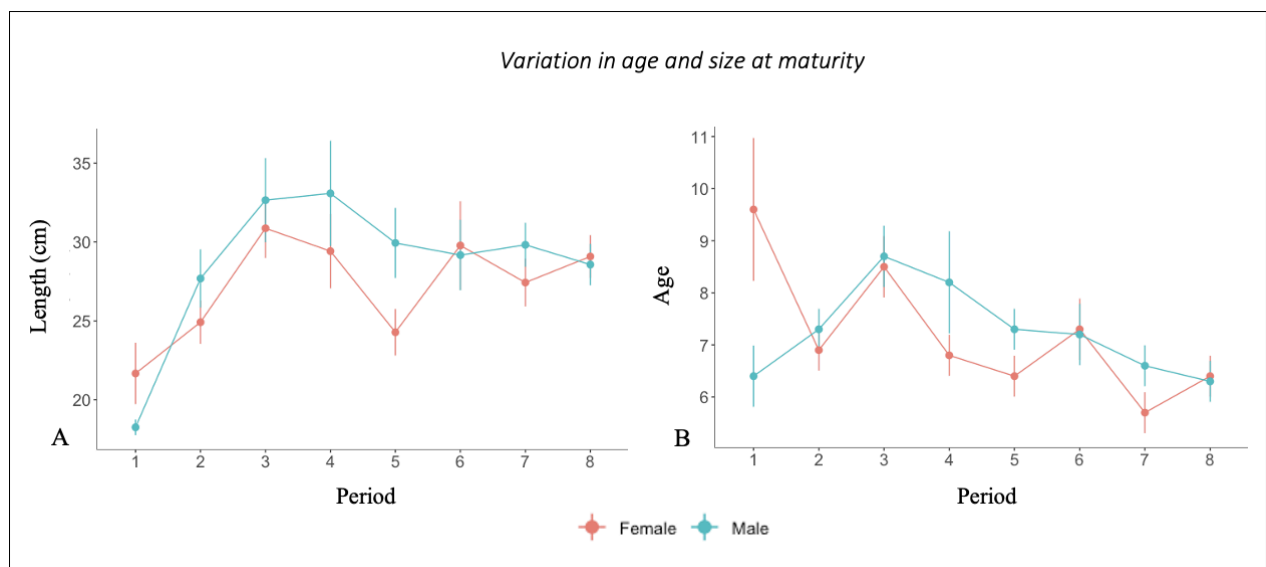 Variation in age and size at maturity
Length (cm)
35
30
25
20
A
1 2 3 4 5 6 7 8
Period
Age
11
10
9
8
7
6
B
1 2 3 4 5 6 7 8
Period
Female Male